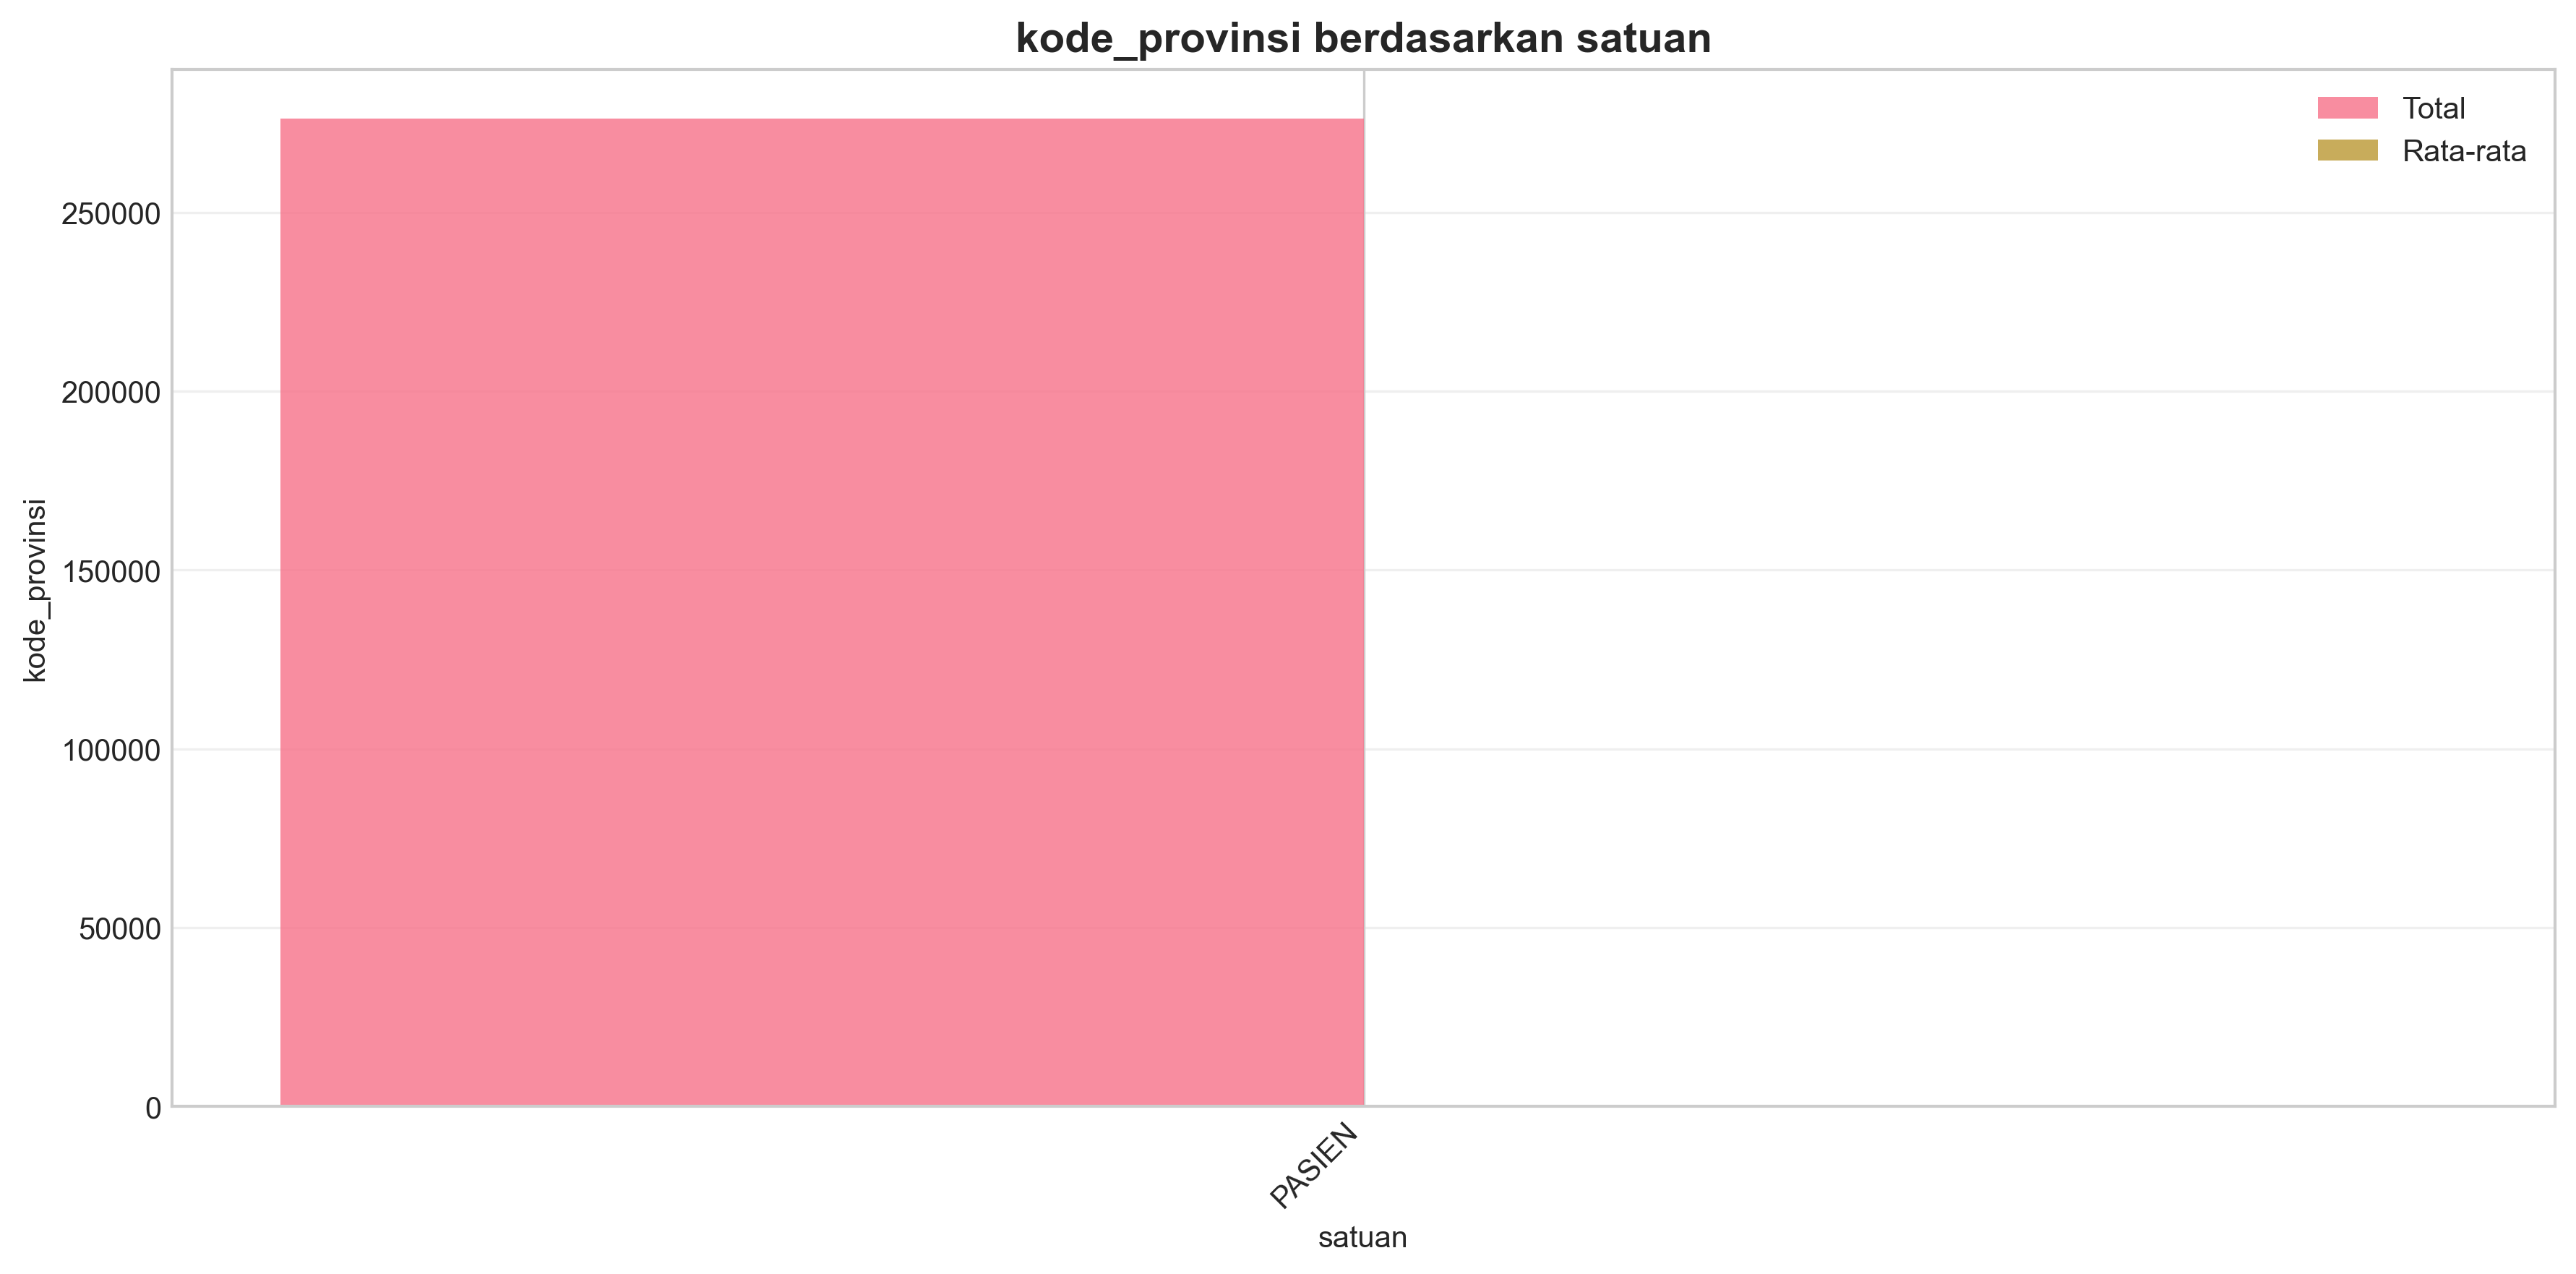 kode_provinsi berdasarkan satuan
Total
Rata-rata
250000
200000
150000
100000
50000
0
kode_provinsi
PASIEN
satuan